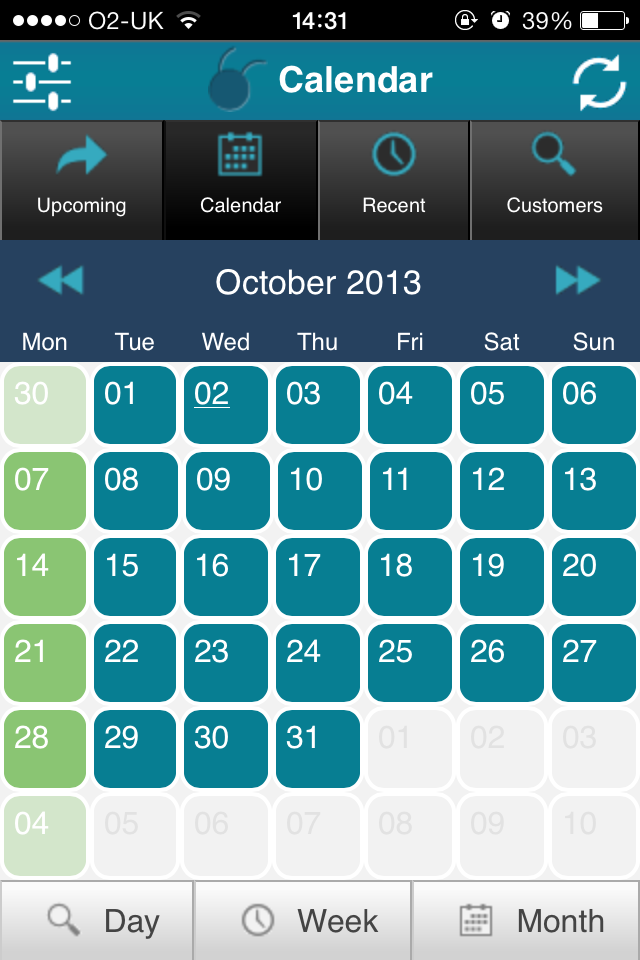 O2-UK 14:31 39%
Calendar
Upcoming Calendar Recent Customers
October 2013
Mon Tue Wed Thu Fri Sat Sun
30 01 02 03 04 05 06
07 08 09 10 11 12 13
14 15 16 17 18 19 20
21 22 23 24 25 26 27
28 29 30 31 01 02 03
04 05 06 07 08 09 10
Day Week Month